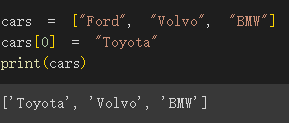 cars = ["Ford", "Volvo", "BMW"]
cars[0] = "Toyota"
print(cars)
['Toyota', 'Volvo', 'BMW']